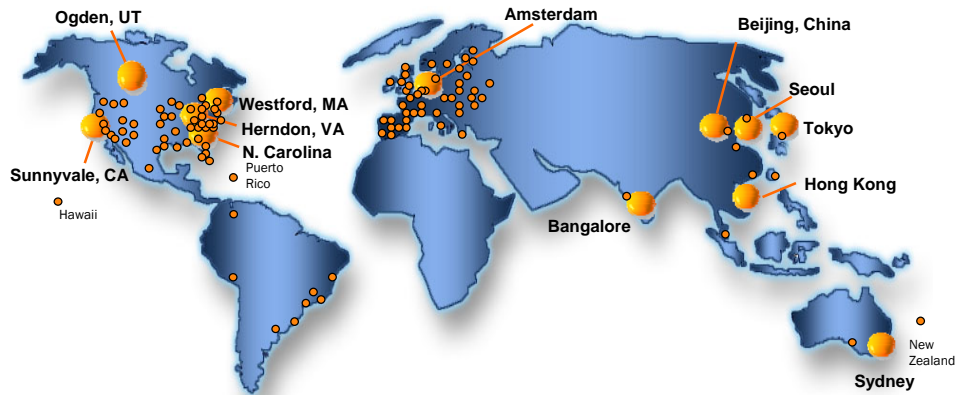 Ogden, UT
Amsterdam
Beijing, China
Westford, MA
Seoul
Herndon, VA
Tokyo
N. Carolina
Sunnyvale, CA
Puerto
Rico
Hong Kong
Hawaii
Bangalore
New
Zealand
Sydney